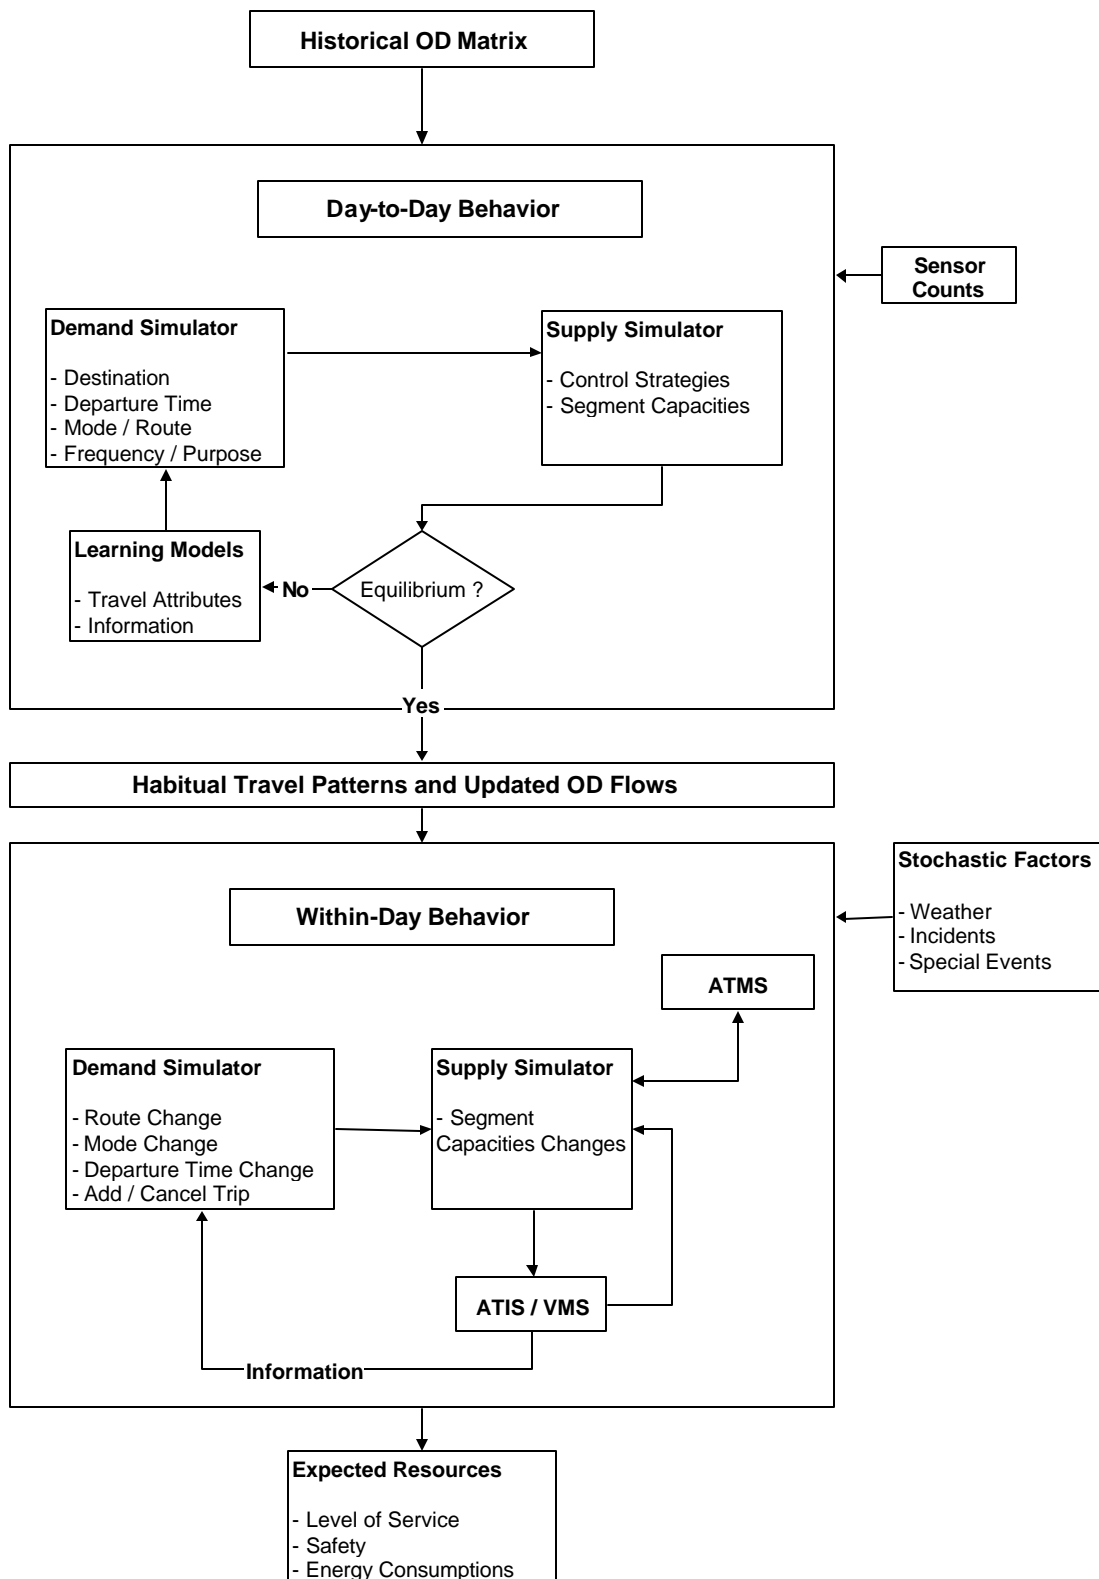 Historical OD Matrix
Day-to-Day Behavior
Sensor
Counts
Demand Simulator
- Destination
- Departure Time
- Mode / Route
- Frequency / Purpose
Supply Simulator
- Control Strategies
- Segment Capacities
Learning Models
- Travel Attributes
- Information
No
Equilibrium ?
Yes
Habitual Travel Patterns and Updated OD Flows
Stochastic Factors
- Weather
- Incidents
- Special Events
Within-Day Behavior
ATMS
Demand Simulator
- Route Change
- Mode Change
- Departure Time Change
- Add / Cancel Trip
Supply Simulator
- Segment
Capacities Changes
ATIS / VMS
Information
Expected Resources
- Level of Service
- Safety
- Energy Consumptions